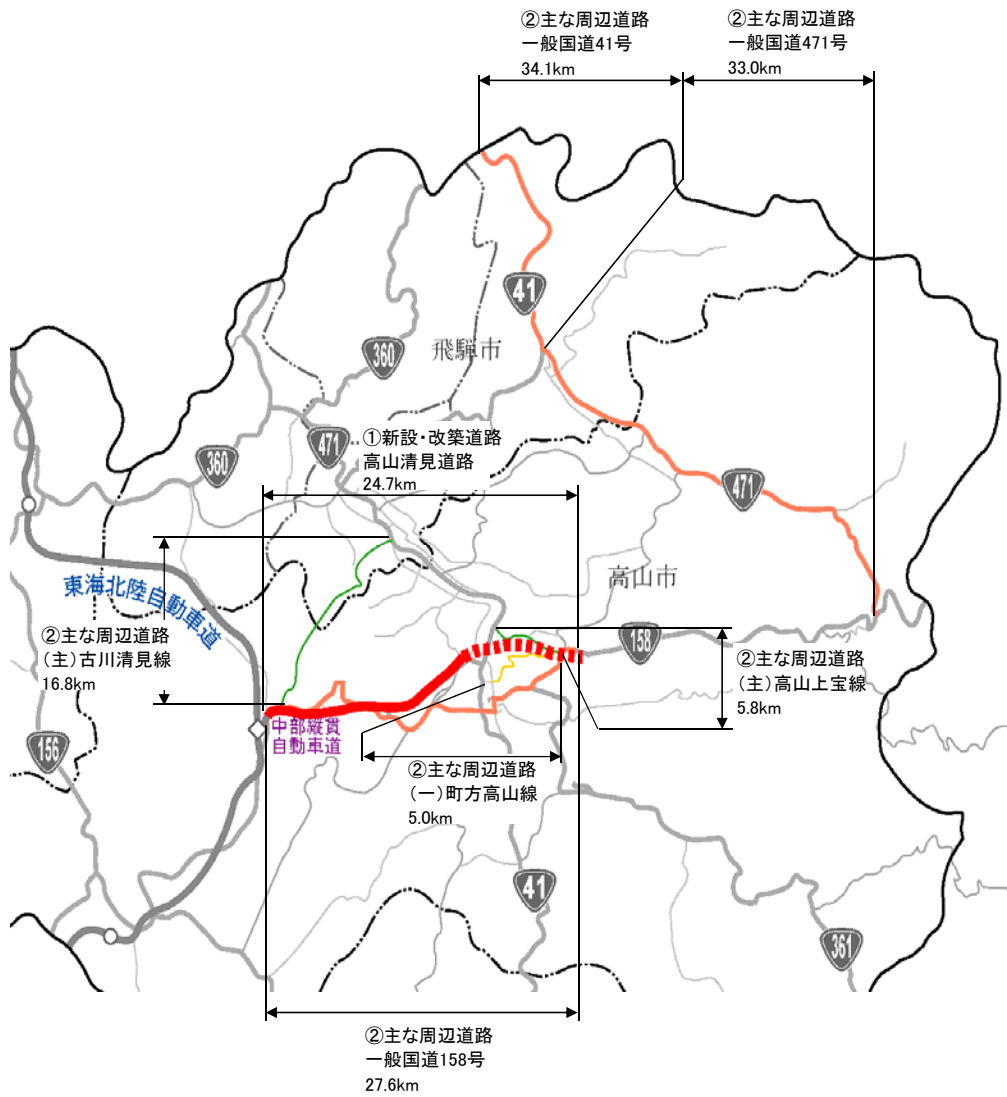 ②主な周辺道路
一般国道41号
34.1km
②主な周辺道路
一般国道471号
33.0km
41
360
飛騨市
471
360
①新設・改築道路
高山清見道路
24.7km
471
東海北陸自動車道
高山市
②主な周辺道路
(主)古川清見線
16.8km
158
②主な周辺道路
(主)高山上宝線
5.8km
中部縦貫
自動車道
156
②主な周辺道路
(一)町方高山線
5.0km
41
361
②主な周辺道路
一般国道158号
27.6km